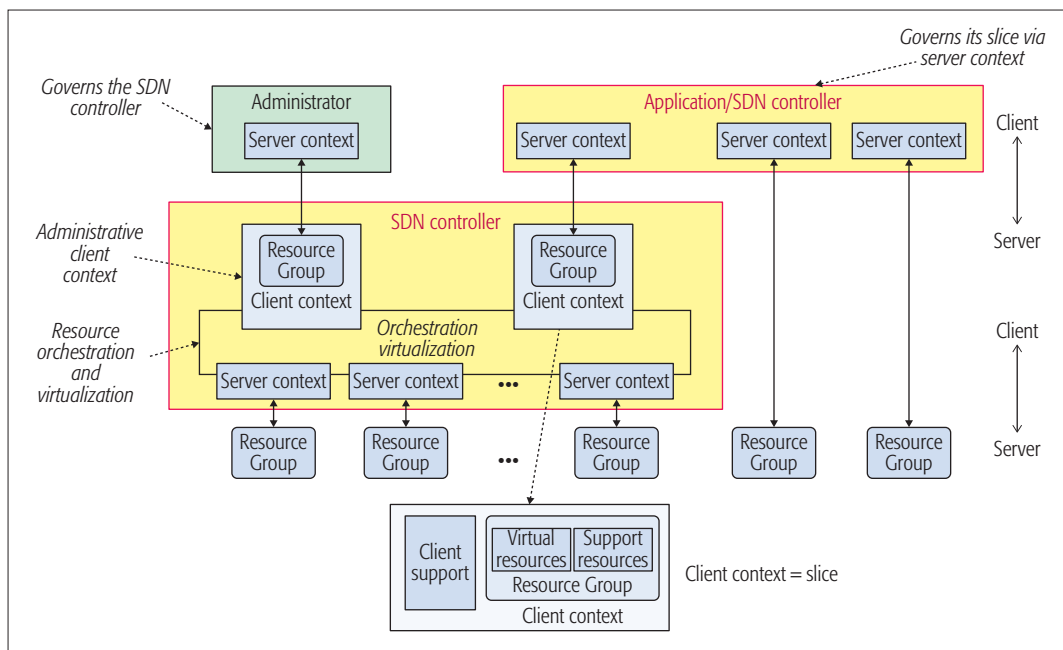 Governs its slice via
server context
Governs the SDN
controller
Administrator
Server context
Application/SDN controller
Server context
Server context
Server context
Client
Server
SDN controller
Administrative
client
context
Resource
Group
Client context
Resource
Group
Client context
Resource
orchestration
and
virtualization
Orchestration
virtualization
Server context
Server context
•••
Server context
Client
Server
Resource
Group
Resource
Group
•••
Resource
Group
Resource
Group
Resource
Group
Client
support
Virtual
resources
Support
resources
Resource Group
Client context
Client context = slice